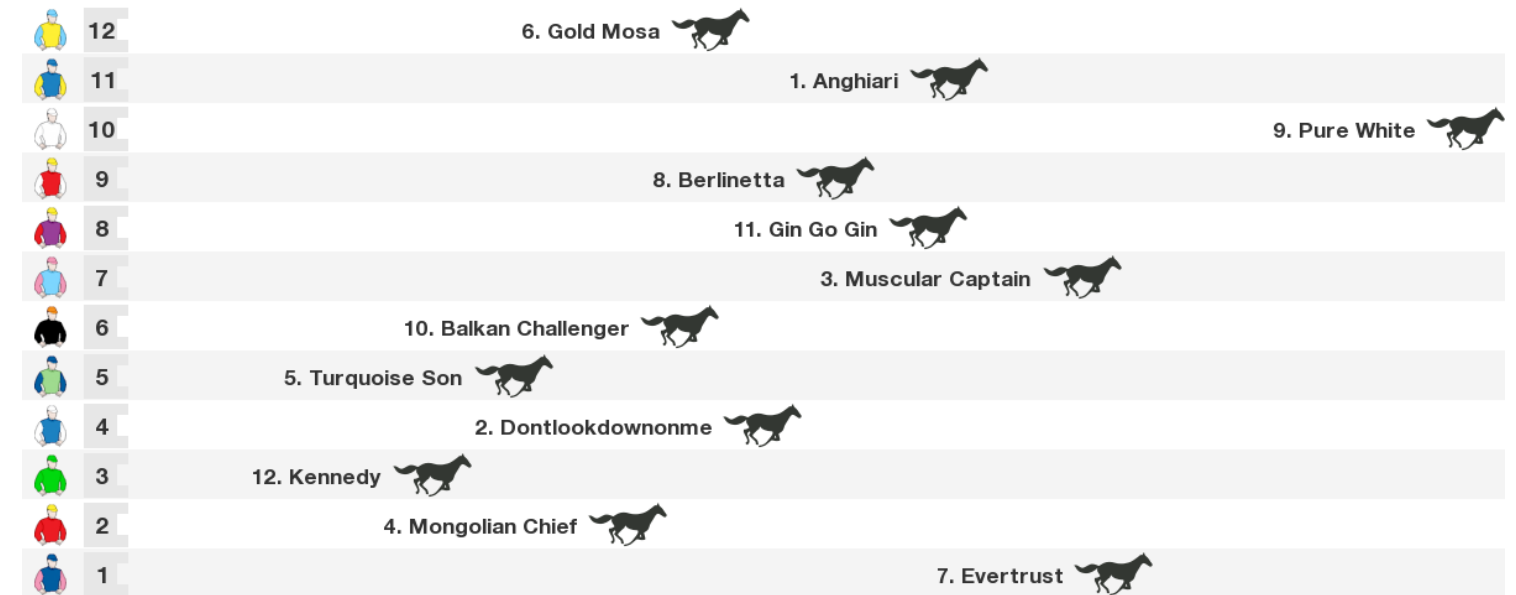 12 6. Gold Mosa
11 1. Anghiari
10 9. Pure White
9 8. Berlinetta
8 11. Gin Go Gin
7 3. Muscular Captain
6 10. Balkan Challenger
5 5. Turquoise Son
4 2. Dontlookdownonme
3 12. Kennedy
2 4. Mongolian Chief
1 7. Evertrust